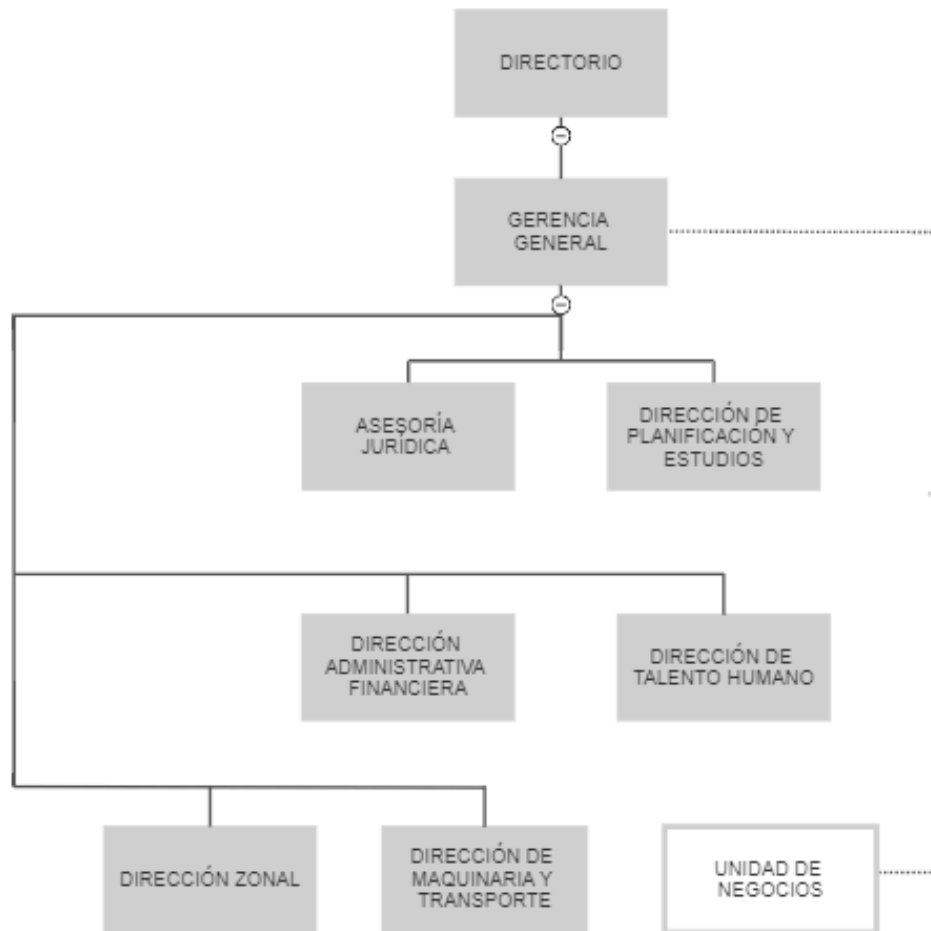 DIRECTORIO
GERENCIA
GENERAL
ASESORÍA
JURÍDICA
DIRECCIÓN DE
PLANIFICACIÓN Y
ESTUDIOS
DIRECCIÓN
ADMINISTRATIVA
FINANCIERA
DIRECCIÓN DE
TALENTO HUMANO
DIRECCIÓN ZONAL
DIRECCIÓN DE
MAQUINARIA Y
TRANSPORTE
UNIDAD DE
NEGOCIOS